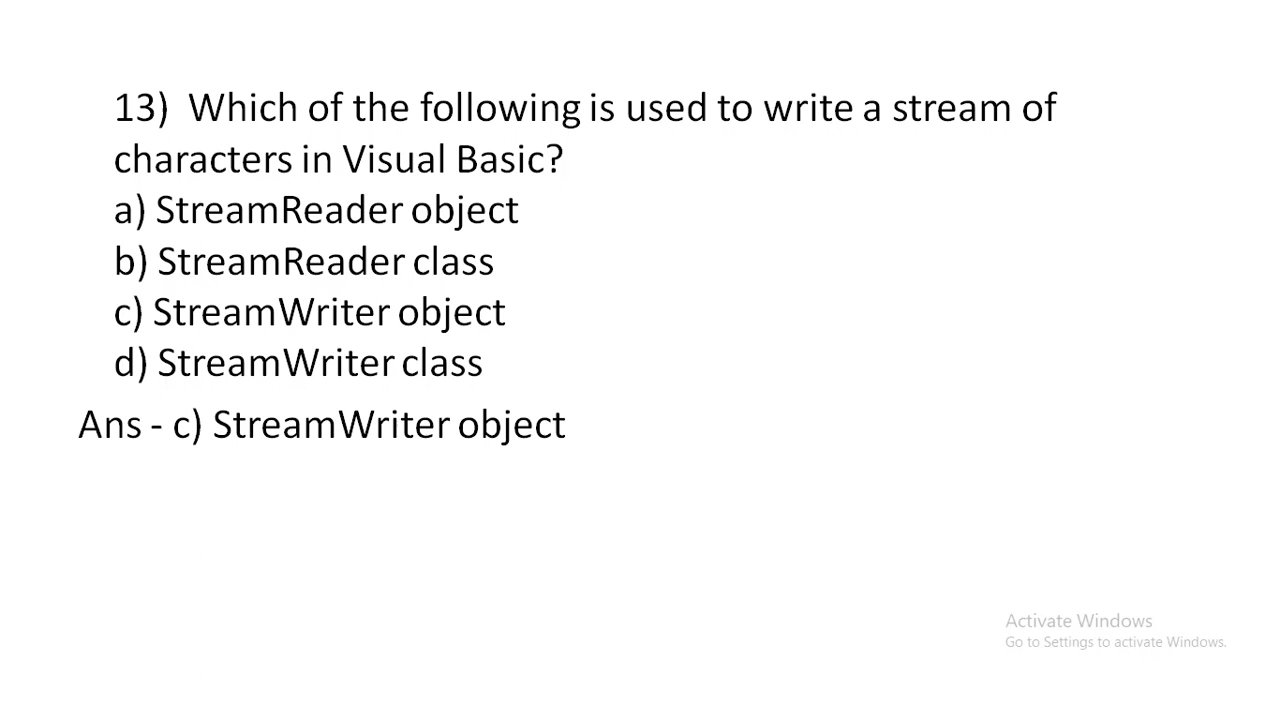 13)  Which of the following is used to write a stream of
characters in Visual Basic?
a) StreamReader object
b) StreamReader class
c) StreamWriter object
d) StreamWriter class
Ans - c) StreamWriter object
Activate Windows
Go to Settings to activate Windows.